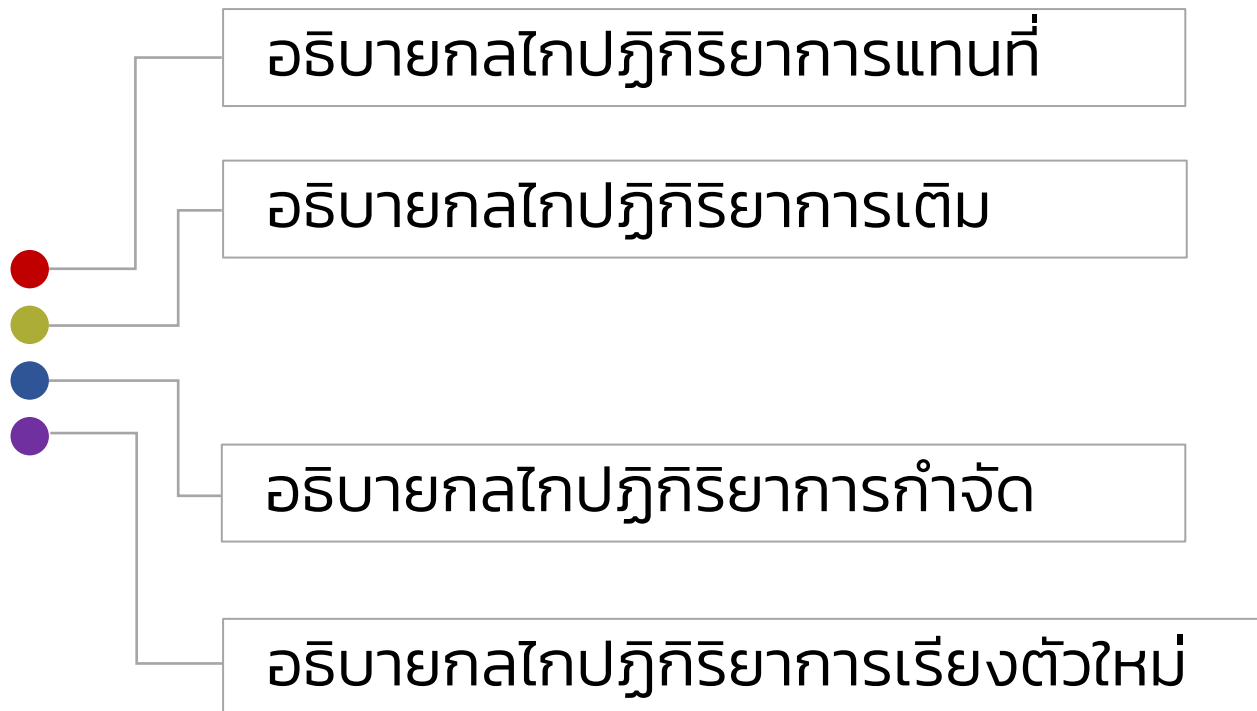 อธิบายกลไกปฏิกิริยาการแทนที่
อธิบายกลไกปฏิกิริยาการเติม
อธิบายกลไกปฏิกิริยาการกำจัด
อธิบายกลไกปฏิกิริยาการเรียงตัวใหม่